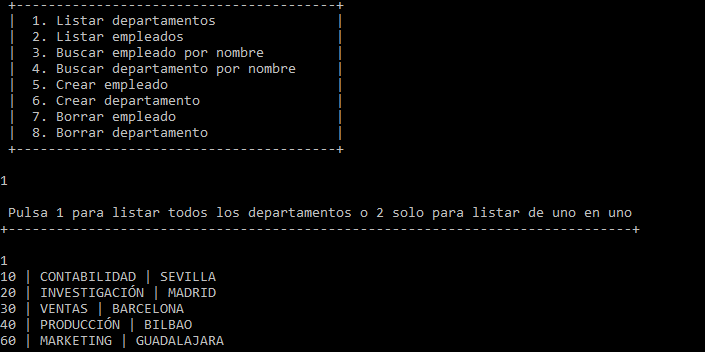 +----------------------------------------+
|  1. Listar departamentos               |
|  2. Listar empleados                   |
|  3. Buscar empleado por nombre         |
|  4. Buscar departamento por nombre     |
|  5. Crear empleado                     |
|  6. Crear departamento                 |
|  7. Borrar empleado                    |
|  8. Borrar departamento                |
+----------------------------------------+
1
Pulsa 1 para listar todos los departamentos o 2 solo para listar de uno en uno
+------------------------------------------------------------------------------+
1
10 | CONTABILIDAD | SEVILLA
20 | INVESTIGACIÓN | MADRID
30 | VENTAS | BARCELONA
40 | PRODUCCIÓN | BILBAO
60 | MARKETING | GUADALAJARA